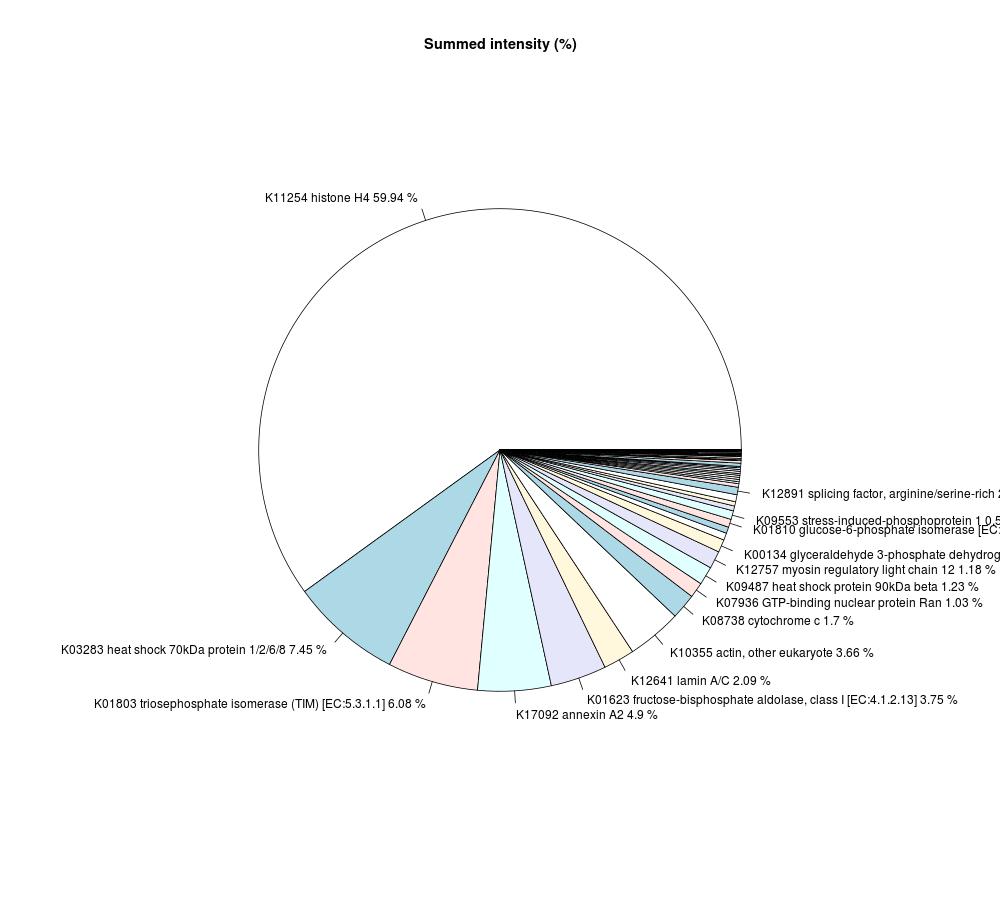 Summed intensity (%)
K11254 histone H4 59.94 %
K12891 splicing factor, arginine/serine-rich
K09553 stress-induced-phosphoprotein 1 0.5
K01810 glucose-6-phosphate isomerase [EC:
K00134 glyceraldehyde 3-phosphate dehydrog
K12757 myosin regulatory light chain 12 1.18 %
K09487 heat shock protein 90kDa beta 1.23 %
K07936 GTP-binding nuclear protein Ran 1.03 %
K08738 cytochrome c 1.7 %
K03283 heat shock 70kDa protein 1/2/6/8 7.45 %
K10355 actin, other eukaryote 3.66 %
K12641 lamin A/C 2.09 %
K01803 triosephosphate isomerase (TIM) [EC:5.3.1.1] 6.08 %
K01623 fructose-bisphosphate aldolase, class I [EC:4.1.2.13] 3.75 %
K17092 annexin A2 4.9 %